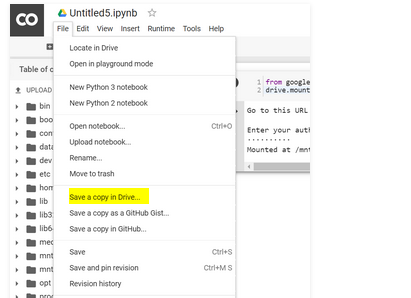 CO
Untitled5.ipynb
File Edit View Insert Runtime Tools Help
Locate in Drive
Open in playground mode
New Python 3 notebook
New Python 2 notebook
Open notebook... Ctrl+O
Upload notebook...
Rename...
Move to trash
Save a copy in Drive...
Save a copy as a GitHub Gist...
Save a copy in GitHub...
Save Ctrl+S
Save and pin revision Ctrl+M S
Revision history
Table of c
UPLOAD
bin
boo
con
data
dev
etc
hom
lib
lib3
lib6
med
mnt
mnt
opt
proc
1 from google
2 drive.mount
Go to this URL
Enter your auth
..........
Mounted at /mnt